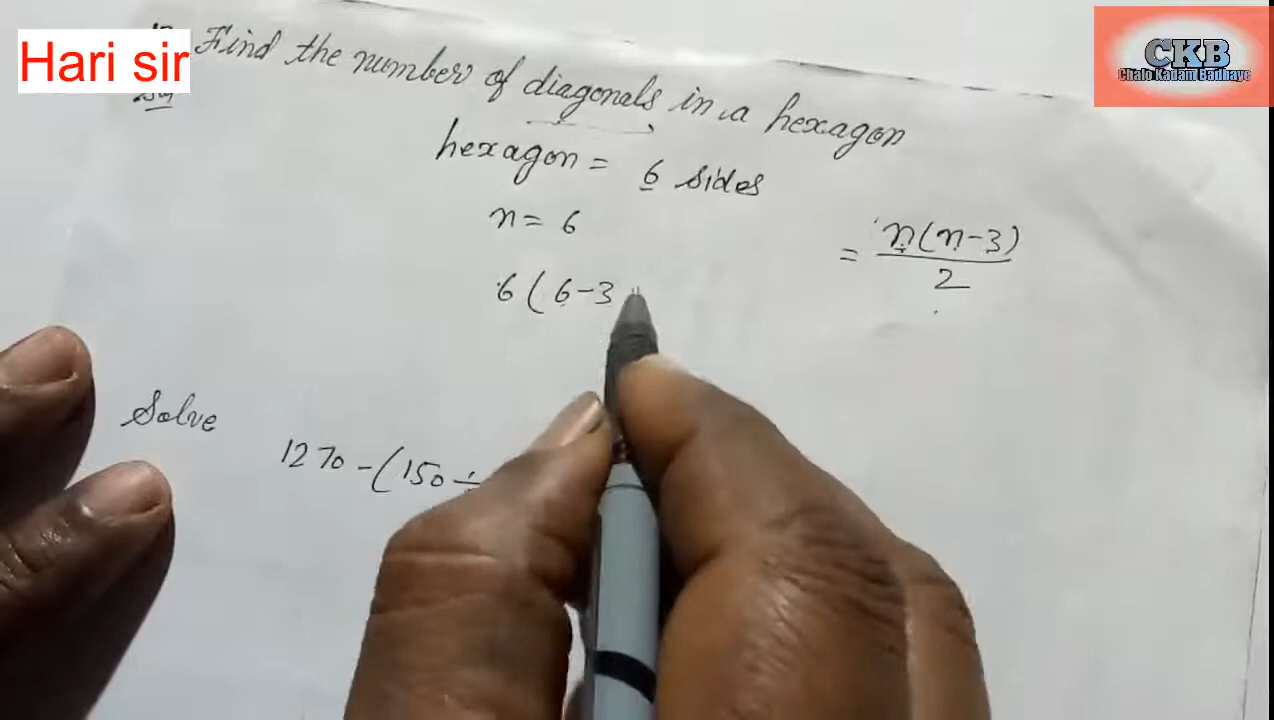 Hari sir
CKB
Chalo Kadam Badhaye
Find the number of diagonals in a hexagon
hexagon = 6 sides
n = 6
= n(n-3)/2
6(6-3
Solve
1270-(150÷